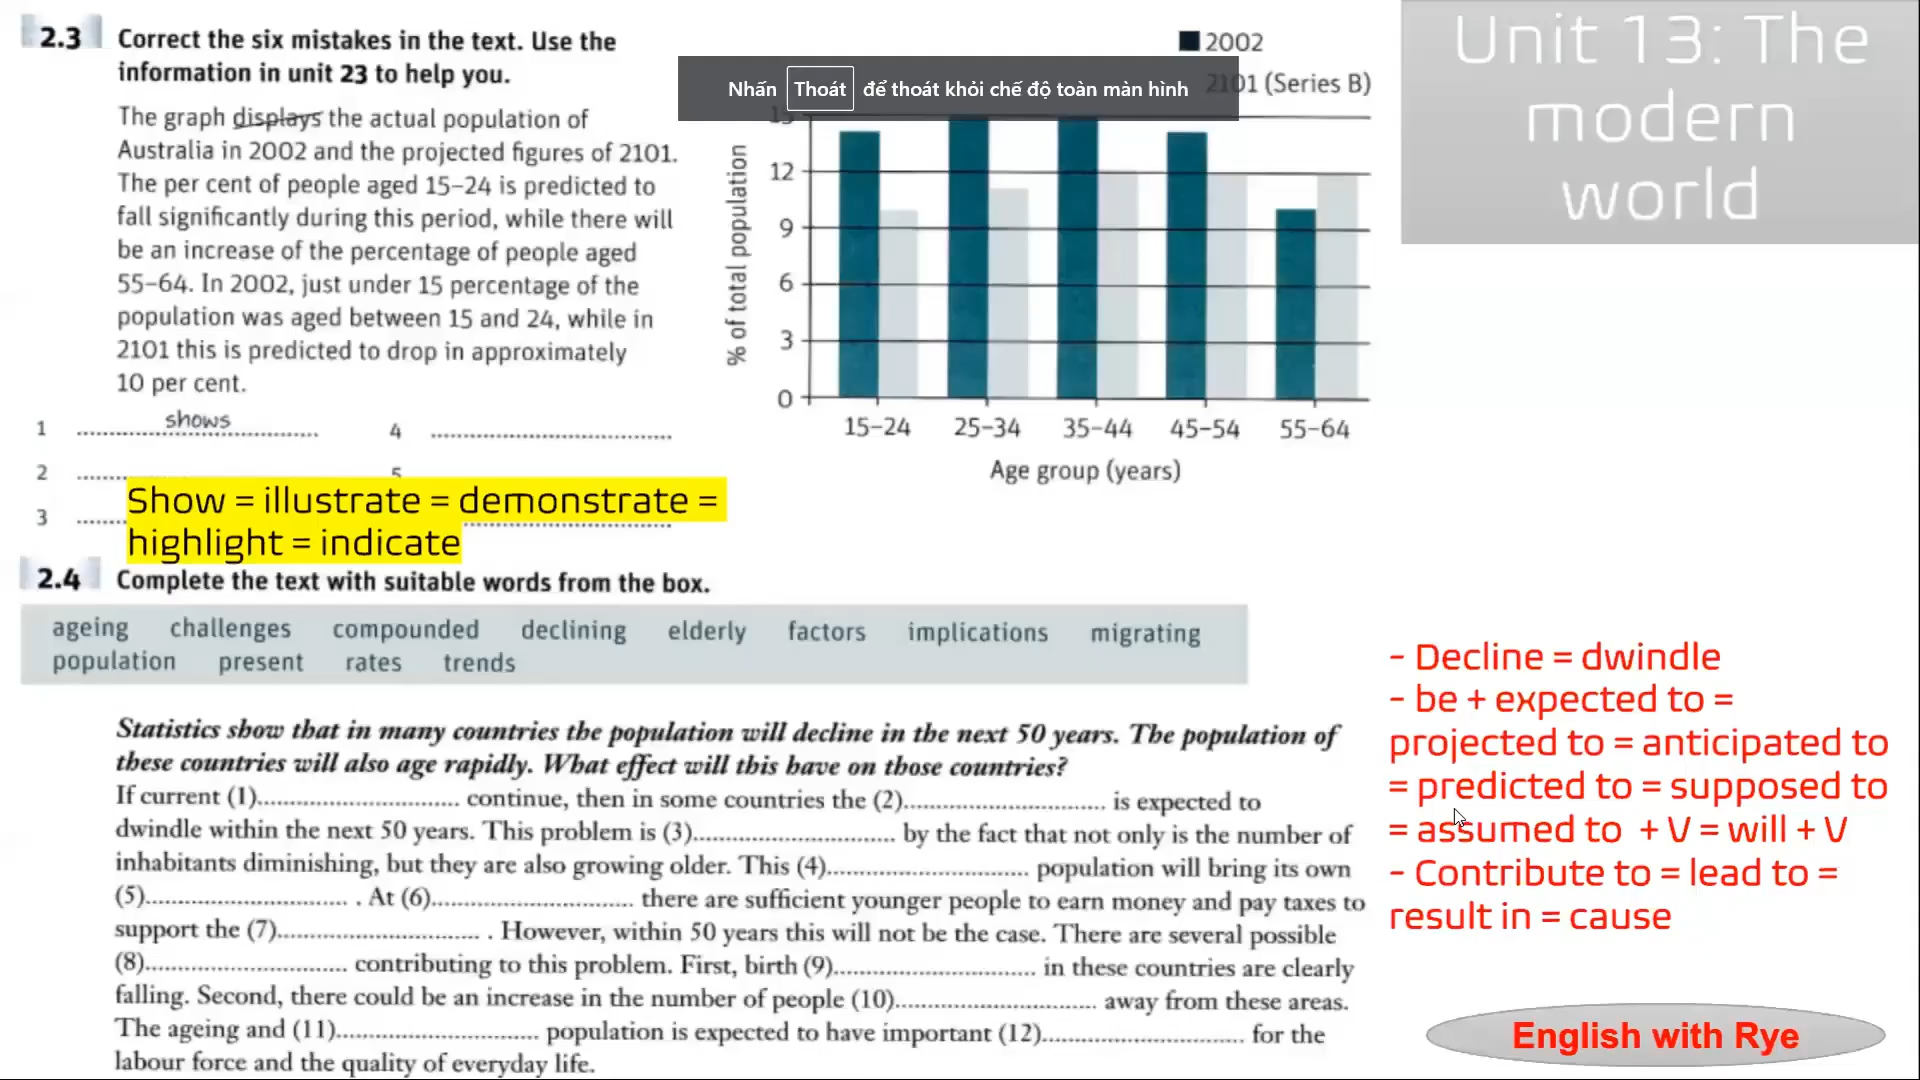 2.3 Correct the six mistakes in the text. Use the
information in unit 23 to help you.
The graph displays the actual population of
Australia in 2002 and the projected figures of 2101.
The per cent of people aged 15–24 is predicted to
fall significantly during this period, while there will
be an increase of the percentage of people aged
55–64. In 2002, just under 15 percentage of the
population was aged between 15 and 24, while in
2101 this is predicted to drop in approximately
10 per cent.
1 shows 4
2 5
3
Show = illustrate = demonstrate =
highlight = indicate
2002
2101 (Series B)
Nhấn Thoát để thoát khỏi chế độ toàn màn hình
% of total population
15
12
9
6
3
0
15–24 25–34 35–44 45–54 55–64
Age group (years)
Unit 13: The
modern
world
2.4 Complete the text with suitable words from the box.
ageing challenges compounded declining elderly factors implications migrating
population present rates trends
Statistics show that in many countries the population will decline in the next 50 years. The population of
these countries will also age rapidly. What effect will this have on those countries?
If current (1).................................. continue, then in some countries the (2).................................. is expected to
dwindle within the next 50 years. This problem is (3).................................. by the fact that not only is the number of
inhabitants diminishing, but they are also growing older. This (4).................................. population will bring its own
(5).................................. . At (6).................................. there are sufficient younger people to earn money and pay taxes to
support the (7).................................. . However, within 50 years this will not be the case. There are several possible
(8).................................. contributing to this problem. First, birth (9).................................. in these countries are clearly
falling. Second, there could be an increase in the number of people (10).................................. away from these areas.
The ageing and (11).................................. population is expected to have important (12).................................. for the
labour force and the quality of everyday life.
- Decline = dwindle
- be + expected to =
projected to = anticipated to
= predicted to = supposed to
= assumed to + V = will + V
- Contribute to = lead to =
result in = cause
English with Rye